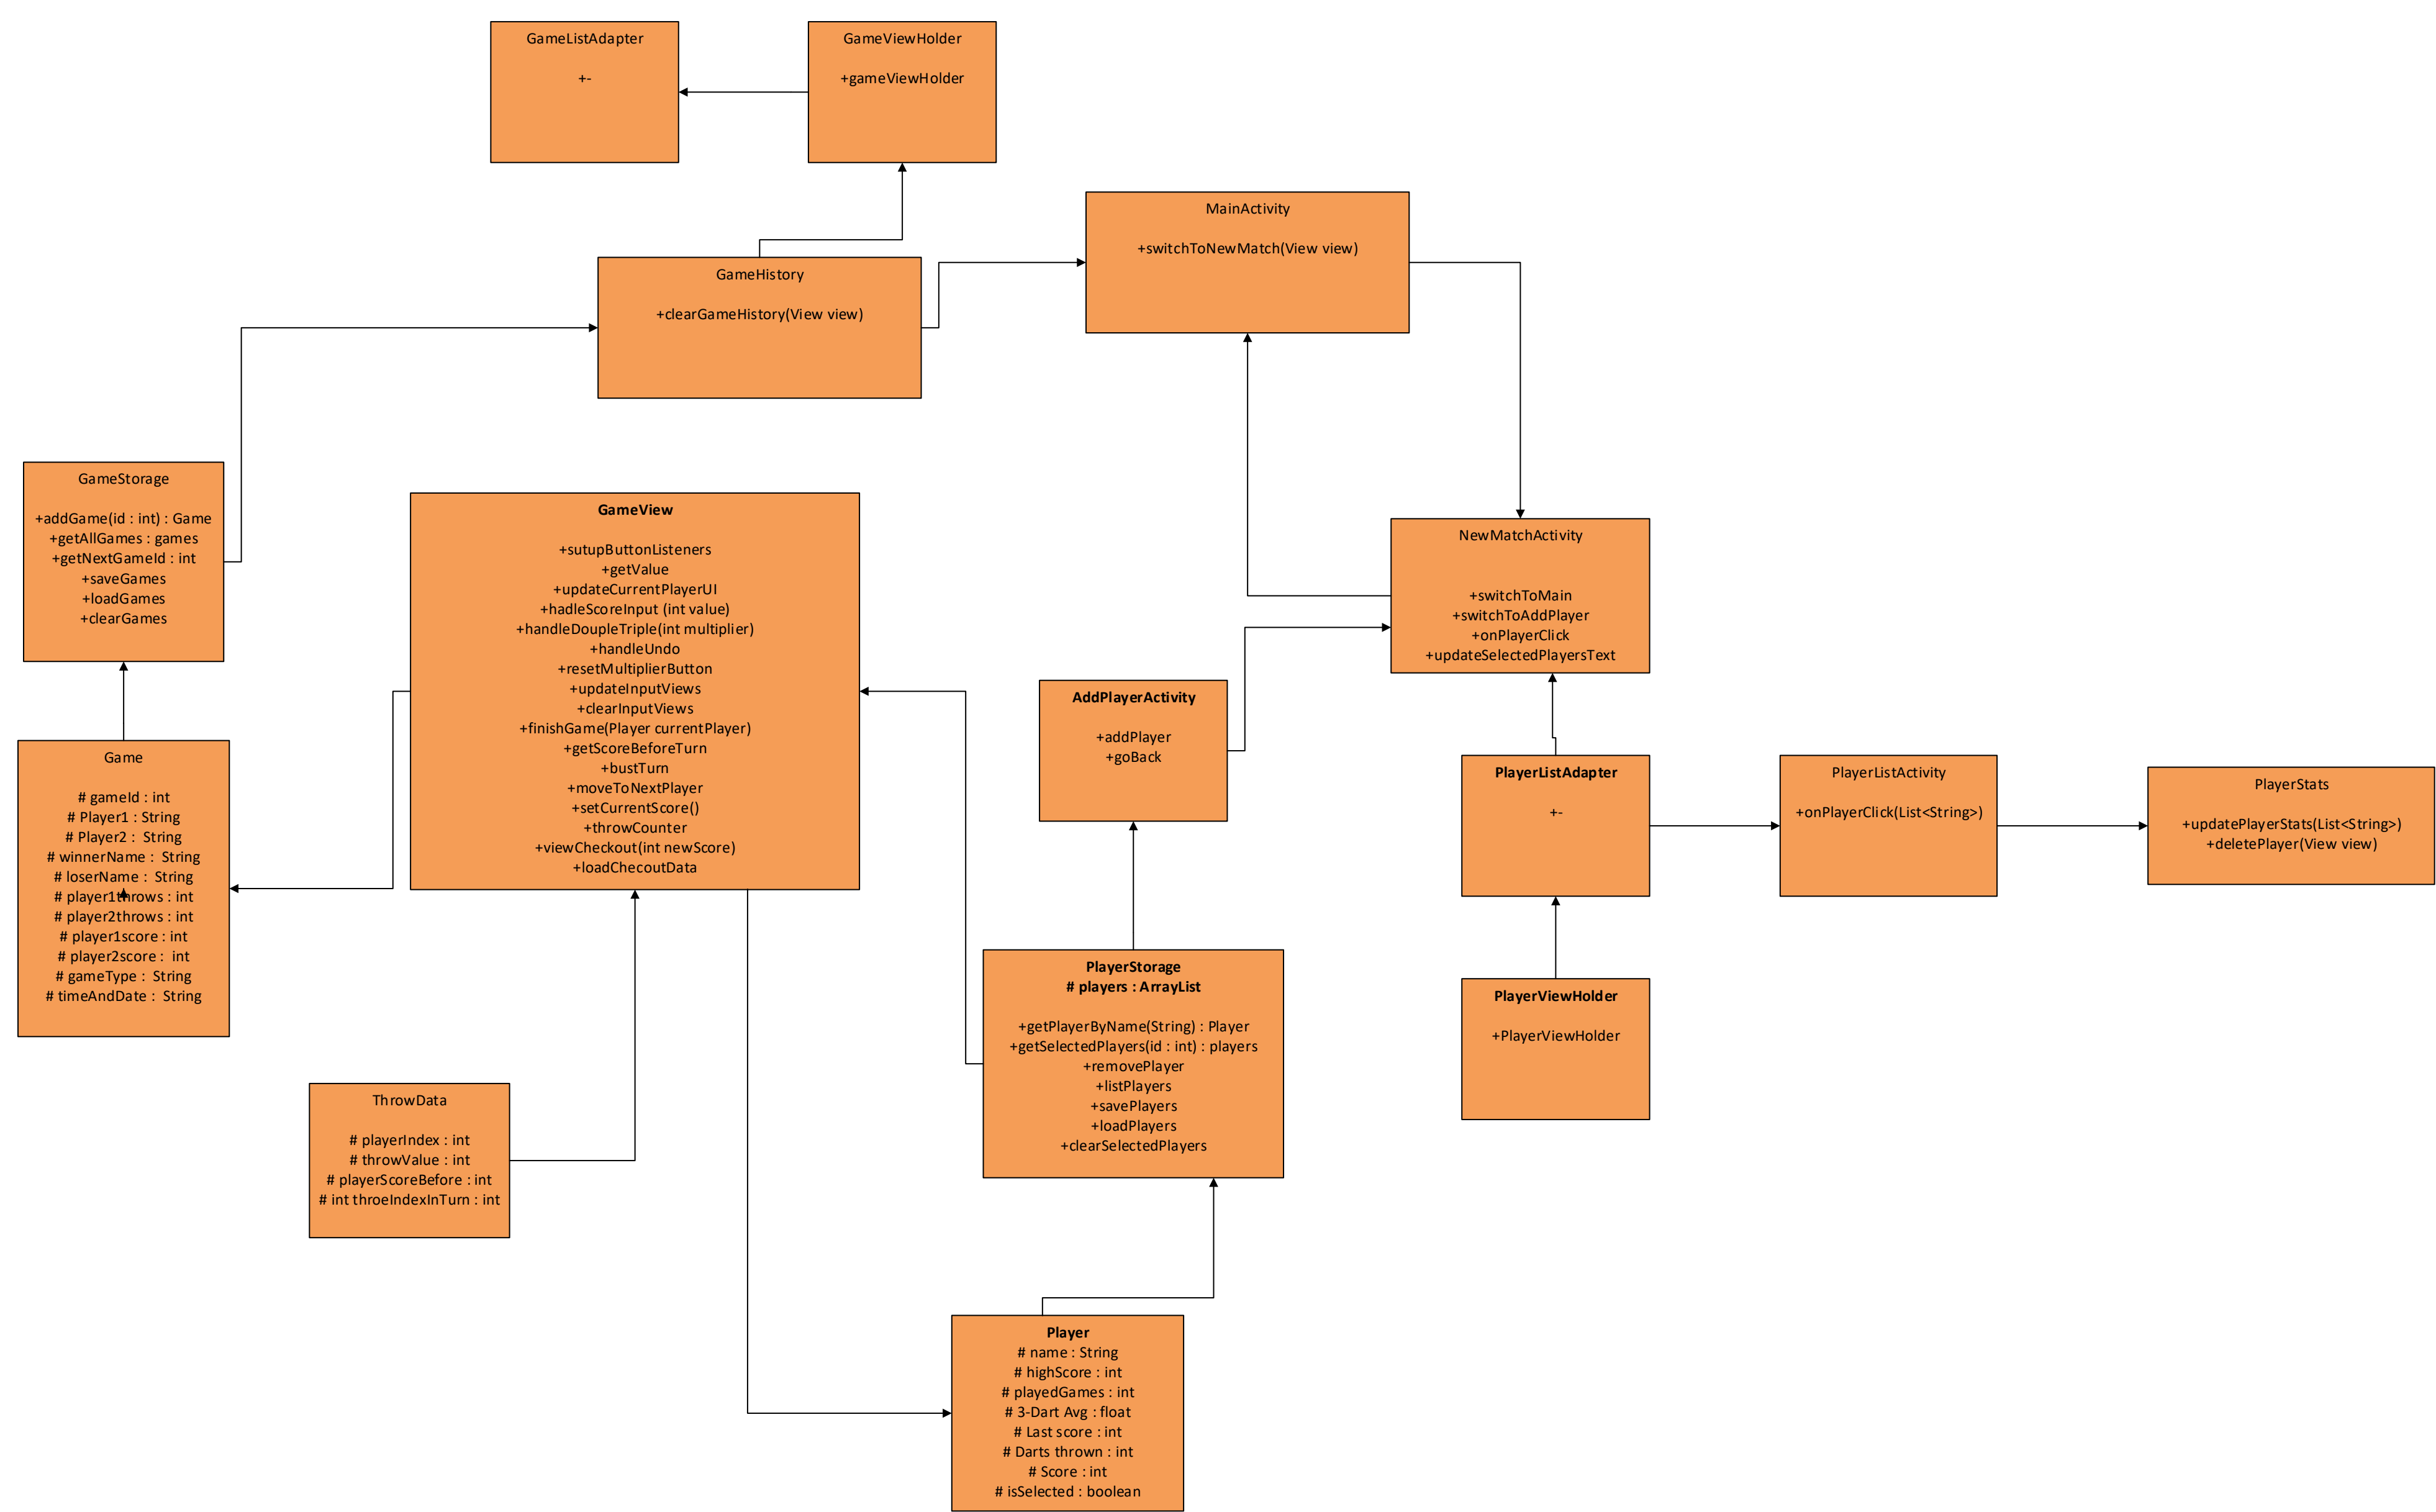 GameListAdapter
+-
GameViewHolder
+gameViewHolder
MainActivity
+switchToNewMatch(View view)
GameHistory
+clearGameHistory(View view)
GameStorage
+addGame(id : int) : Game
+getAllGames : games
+getNextGameId : int
+saveGames
+loadGames
+clearGames
GameView
+sutupButtonListeners
+getValue
+updateCurrentPlayerUI
+hadleScoreInput (int value)
+handleDoupleTriple(int multiplier)
+handleUndo
+resetMultiplierButton
+updateInputViews
+clearInputViews
+finishGame(Player currentPlayer)
+getScoreBeforeTurn
+bustTurn
+moveToNextPlayer
+setCurrentScore()
+throwCounter
+viewCheckout(int newScore)
+loadChecoutData
NewMatchActivity
+switchToMain
+switchToAddPlayer
+onPlayerClick
+updateSelectedPlayersText
AddPlayerActivity
+addPlayer
+goBack
Game
# gameId : int
# Player1 : String
# Player2 : String
# winnerName : String
# loserName : String
# player1throws : int
# player2throws : int
# player1score : int
# player2score : int
# gameType : String
# timeAndDate : String
PlayerListAdapter
+-
PlayerListActivity
+onPlayerClick(List<String>)
PlayerStats
+updatePlayerStats(List<String>)
+deletePlayer(View view)
PlayerStorage
# players : ArrayList
+getPlayerByName(String) : Player
+getSelectedPlayers(id : int) : players
+removePlayer
+listPlayers
+savePlayers
+loadPlayers
+clearSelectedPlayers
PlayerViewHolder
+PlayerViewHolder
ThrowData
# playerIndex : int
# throwValue : int
# playerScoreBefore : int
# int throeIndexInTurn : int
Player
# name : String
# highScore : int
# playedGames : int
# 3-Dart Avg : float
# Last score : int
# Darts thrown : int
# Score : int
# isSelected : boolean